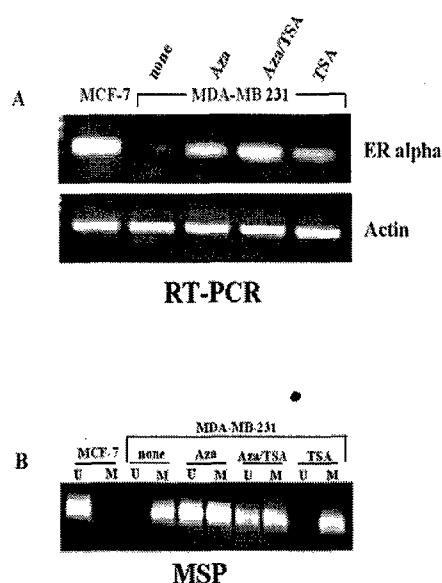 none Aza Aza/TSA TSA
A MCF-7 MDA-MB 231
ER alpha
Actin
RT-PCR
MDA-MB-231
B MCF-7 none Aza Aza/TSA TSA
U M U M U M U M U M
MSP